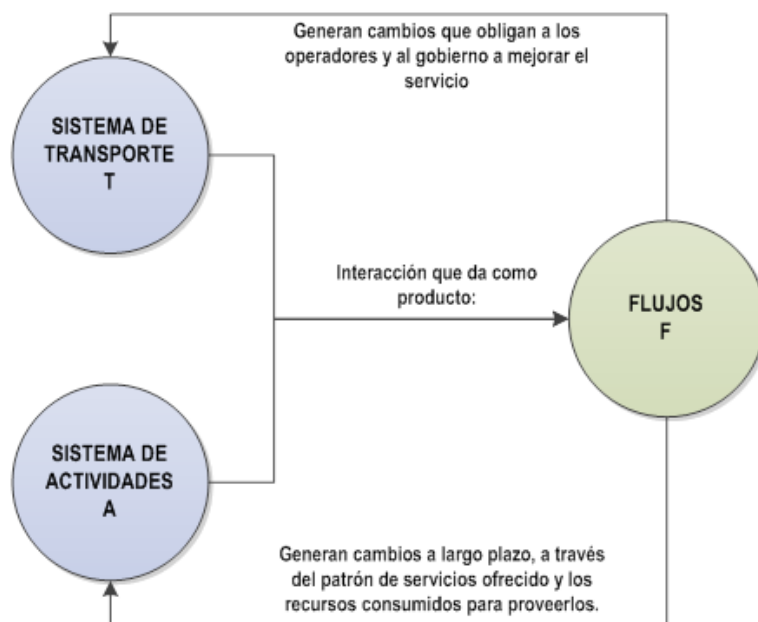 Generan cambios que obligan a los
operadores y al gobierno a mejorar el
servicio
SISTEMA DE
TRANSPORTE
T
Interacción que da como
producto:
FLUJOS
F
SISTEMA DE
ACTIVIDADES
A
Generan cambios a largo plazo, a través
del patrón de servicios ofrecido y los
recursos consumidos para proveerlos.